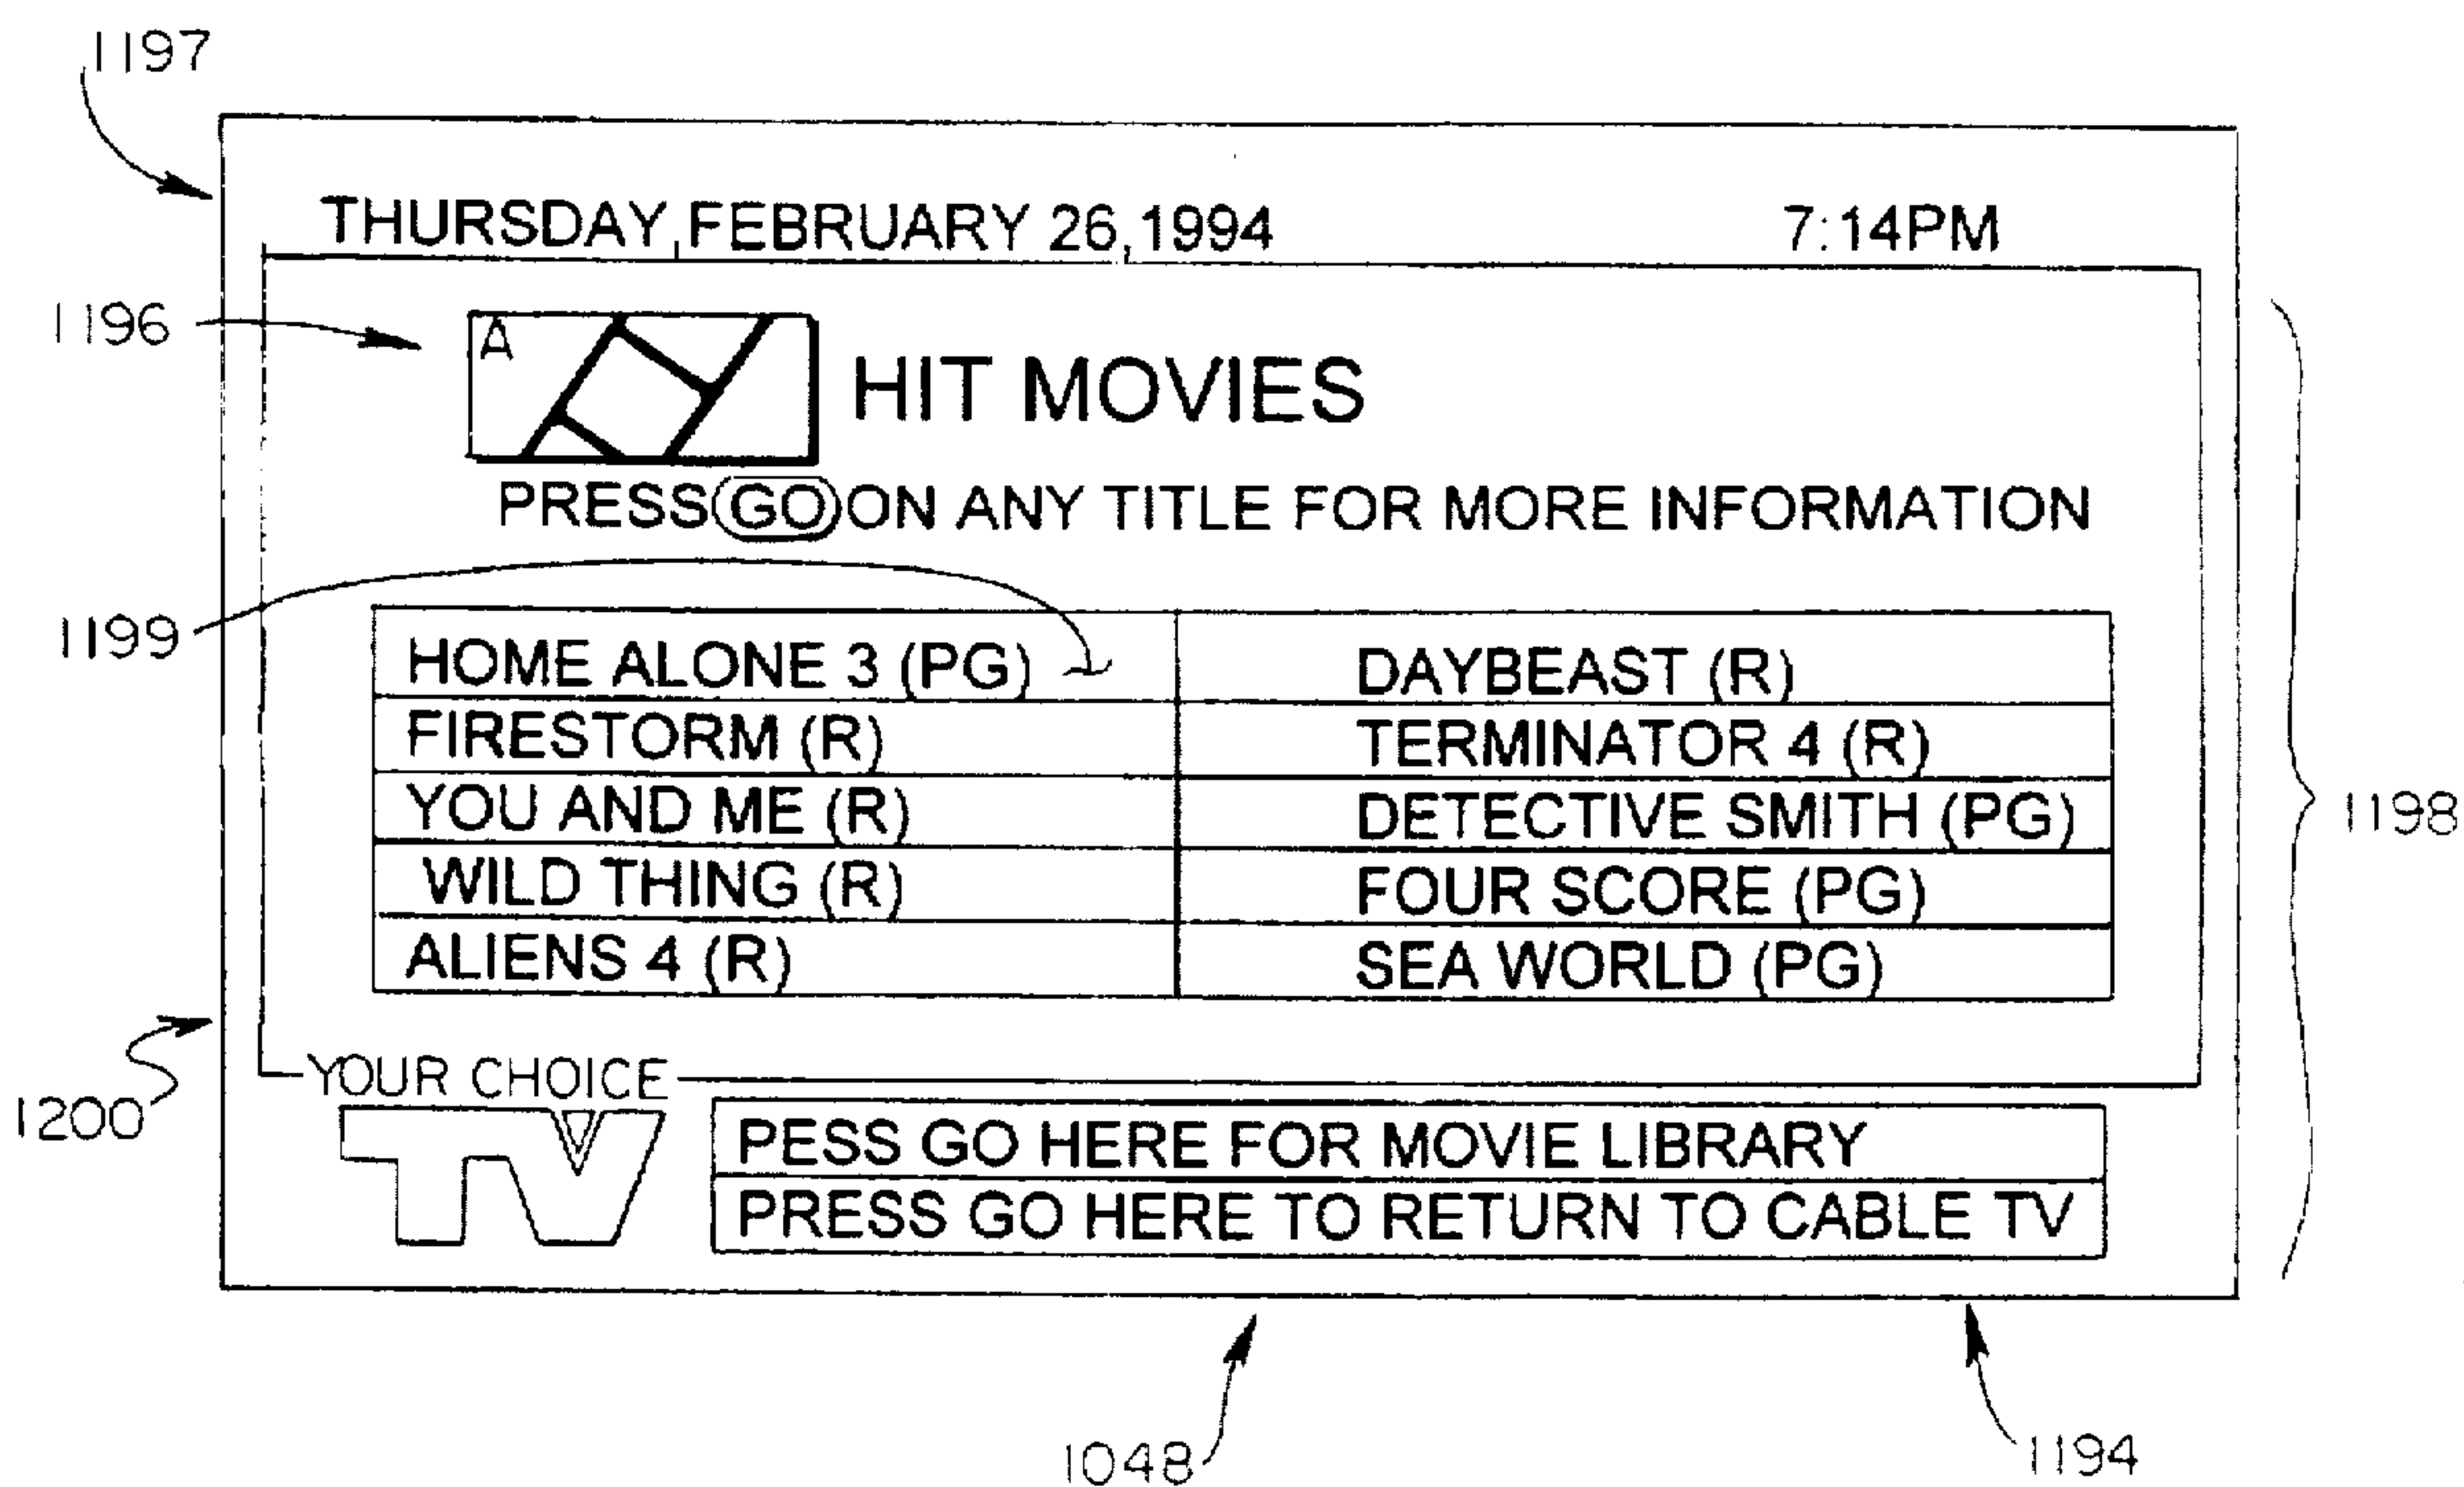 1197
THURSDAY,FEBRUARY 26,1994 7:14PM
1196
A
HIT MOVIES
PRESS GO ON ANY TITLE FOR MORE INFORMATION
1199
HOME ALONE 3 (PG) DAYBEAST (R)
FIRESTORM (R) TERMINATOR 4 (R)
YOU AND ME (R) DETECTIVE SMITH (PG)
1198
WILD THING (R) FOUR SCORE (PG)
ALIENS 4 (R) SEA WORLD (PG)
1200
YOUR CHOICE
TV
PESS GO HERE FOR MOVIE LIBRARY
PRESS GO HERE TO RETURN TO CABLE TV
1048
1194